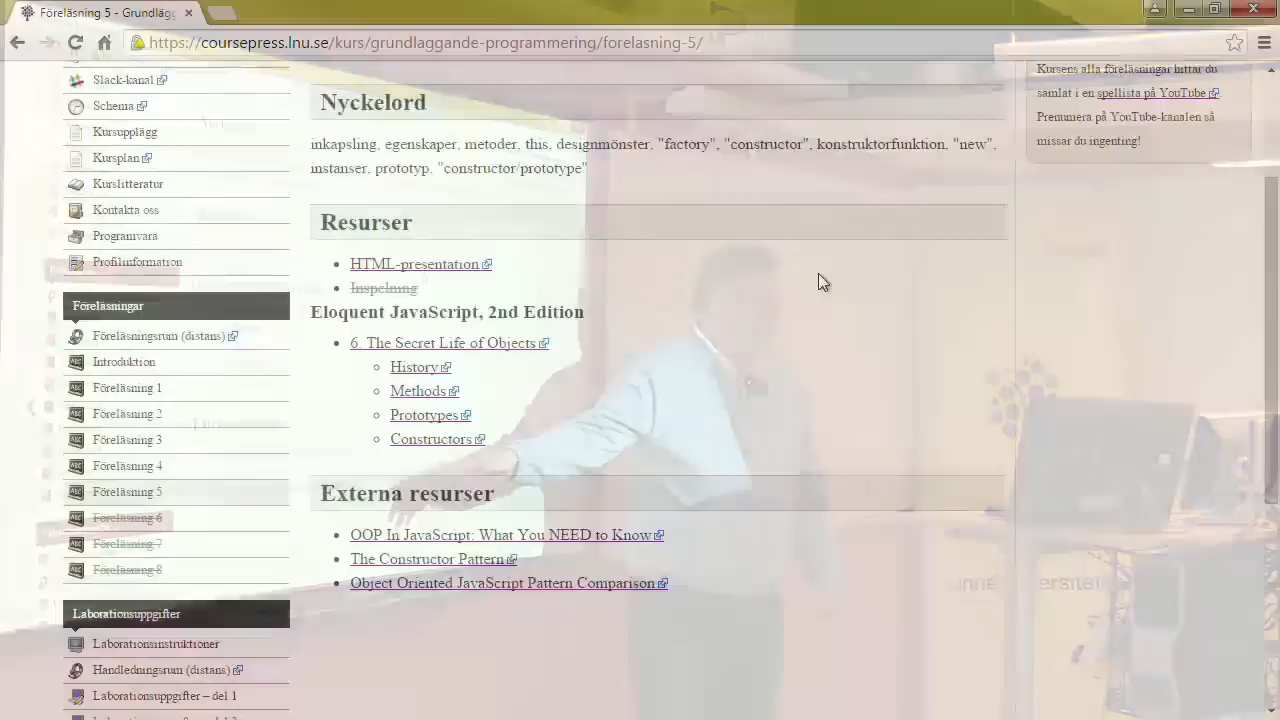 Föreläsning 5 - Grundläg
https://coursepress.lnu.se/kurs/grundlaggande-programmering/forelasning-5/
Slack-kanal
Schema
Kursupplägg
Kursplan
Kurslitteratur
Kontakta oss
Programvara
Profilinformation
Föreläsningar
Föreläsningsrum (distans)
Introduktion
Föreläsning 1
Föreläsning 2
Föreläsning 3
Föreläsning 4
Föreläsning 5
Föreläsning 6
Föreläsning 7
Föreläsning 8
Laborationsuppgifter
Laborationsinstruktioner
Handledningsrum (distans)
Laborationsuppgifter – del 1
Nyckelord
inkapsling, egenskaper, metoder, this, designmönster, "factory", "constructor", konstruktorfunktion, "new",
instanser, prototyp, "constructor/prototype"
Resurser
HTML-presentation
Inspelning
Eloquent JavaScript, 2nd Edition
6. The Secret Life of Objects
History
Methods
Prototypes
Constructors
Externa resurser
OOP In JavaScript: What You NEED to Know
The Constructor Pattern
Object Oriented JavaScript Pattern Comparison
Kursens alla föreläsningar hittar du
samlat i en spellista på YouTube
Prenumera på YouTube-kanalen så
missar du ingenting!